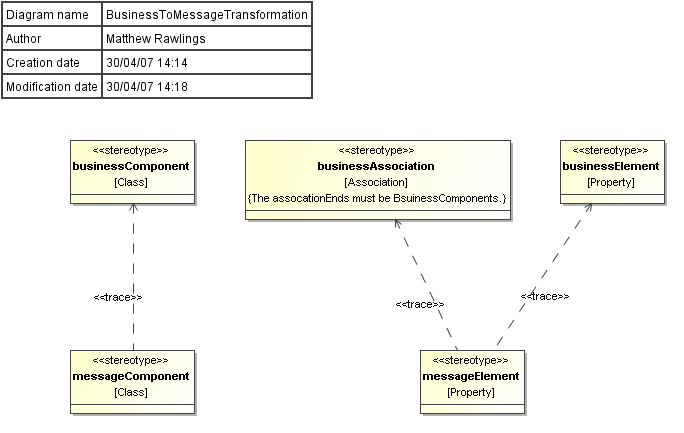 Diagram name BusinessToMessageTransformation
Author Matthew Rawlings
Creation date 30/04/07 14:14
Modification date 30/04/07 14:18
<<stereotype>>
businessComponent
[Class]
<<stereotype>>
businessAssociation
[Association]
{The assocationEnds must be BsuinessComponents.}
<<stereotype>>
businessElement
[Property]
<<trace>>
<<trace>>
<<trace>>
<<stereotype>>
messageComponent
[Class]
<<stereotype>>
messageElement
[Property]